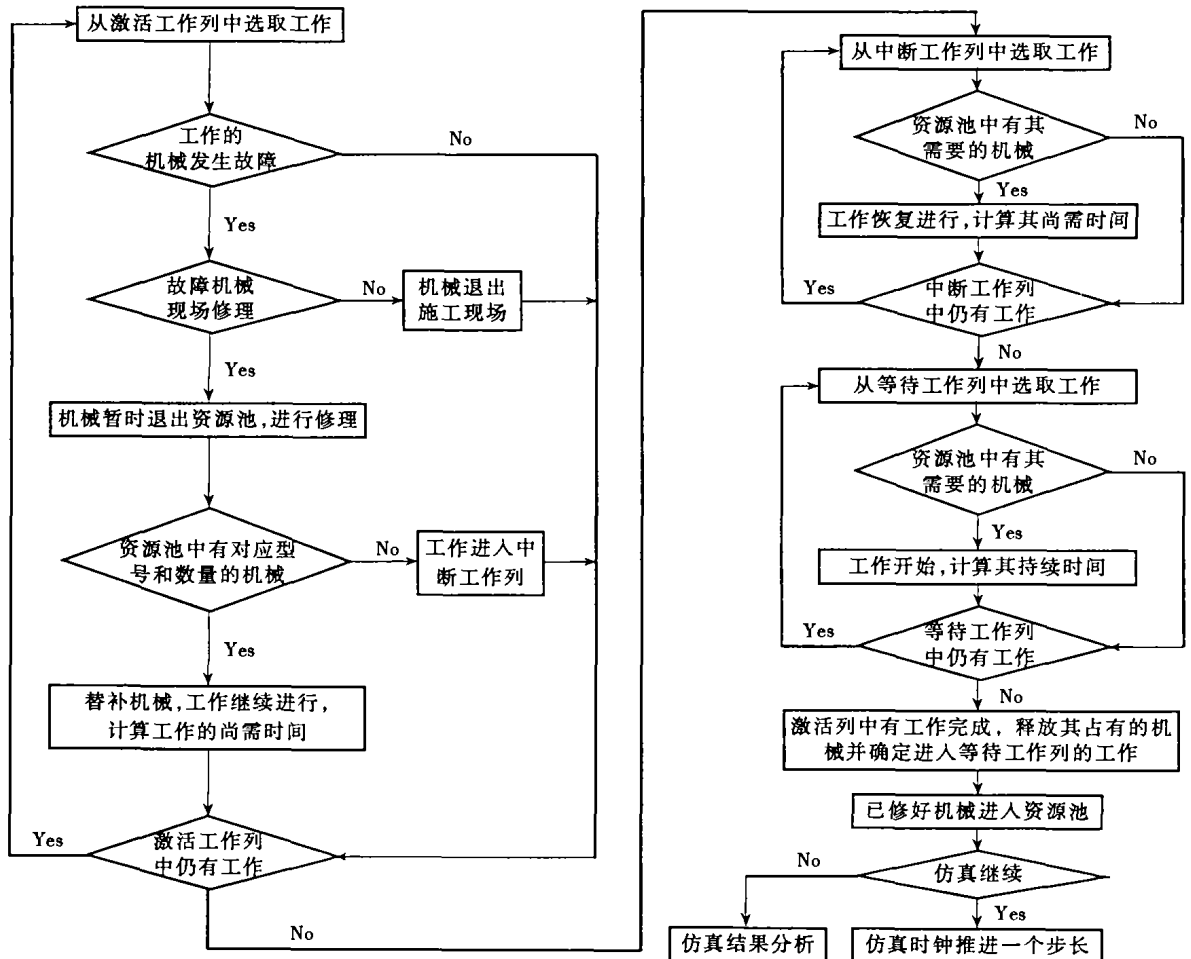 从激活工作列中选取工作
工作的
机械发生故障
No
Yes
故障机械
现场修理
No
机械退出
施工现场
Yes
机械暂时退出资源池,进行修理
资源池中有对应型
号和数量的机械
No
工作进入中
断工作列
Yes
替补机械,工作继续进行,
计算工作的尚需时间
激活工作列
中仍有工作
Yes
No
从中断工作列中选取工作
资源池中有其
需要的机械
No
Yes
工作恢复进行,计算其尚需时间
中断工作列
中仍有工作
Yes
No
从等待工作列中选取工作
资源池中有其
需要的机械
No
Yes
工作开始,计算其持续时间
等待工作列
中仍有工作
Yes
No
激活列中有工作完成,释放其占有的机
械并确定进入等待工作列的工作
已修好机械进入资源池
仿真继续
No
Yes
仿真结果分析
仿真时钟推进一个步长